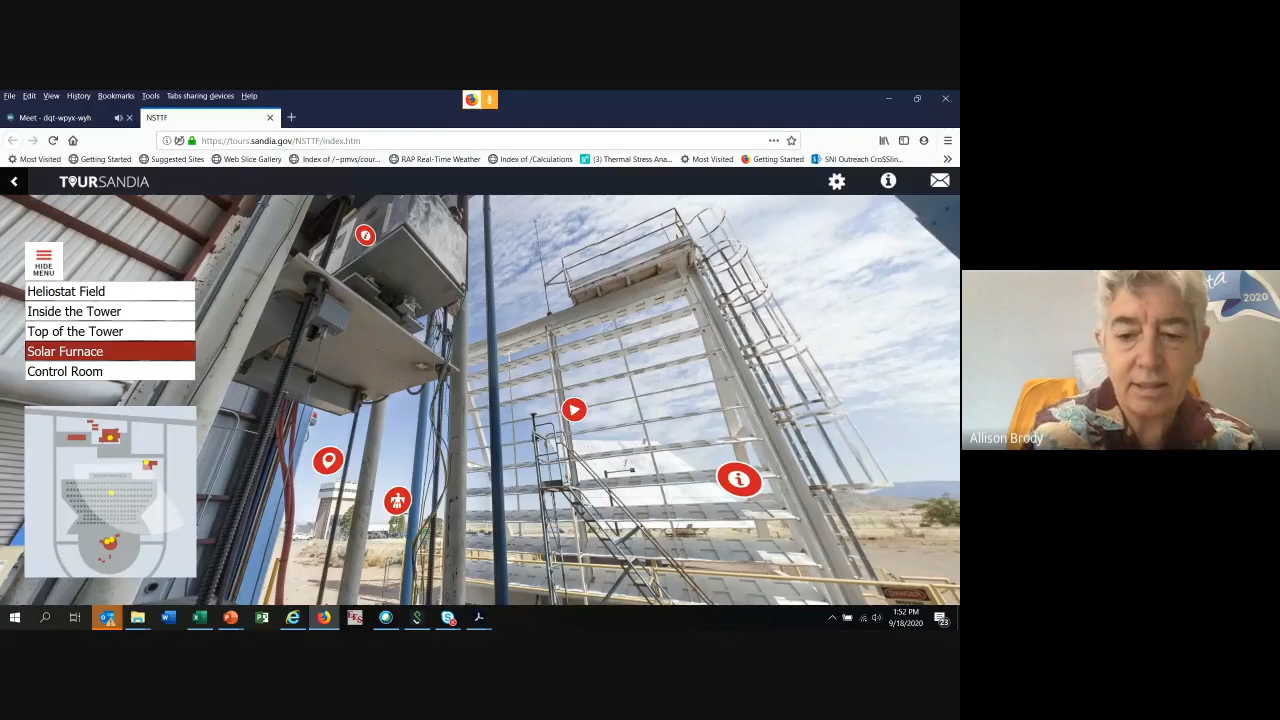 File Edit View History Bookmarks Tools Tabs sharing devices Help
Meet - dqt-wpyx-wyh
NSTTF
https://tours.sandia.gov/NSTTF/index.htm
Most Visited Getting Started Suggested Sites Web Slice Gallery Index of /~pmvs/cour... RAP Real-Time Weather Index of /Calculations (3) Thermal Stress Ana... Most Visited Getting Started SNI Outreach CroSSlin...
TOURSANDIA
HIDE
MENU
Heliostat Field
Inside the Tower
Top of the Tower
Solar Furnace
Control Room
DANGER
1:52 PM
9/18/2020
23
2020
Allison Brody